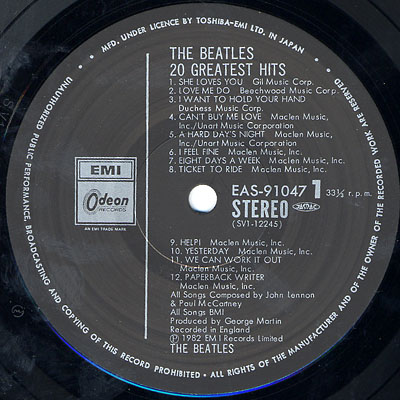 MFD. UNDER LICENCE BY TOSHIBA-EMI LTD. IN JAPAN •
UNAUTHORIZED PUBLIC PERFORMANCE, BROADCASTING AND COPYING OF THIS RECORD PROHIBITED • ALL RIGHTS OF THE MANUFACTURER AND OF THE OWNER OF THE RECORDED WORK ARE RESERVED
THE BEATLES
20 GREATEST HITS
1. SHE LOVES YOU Gil Music Corp.
2. LOVE ME DO Beechwood Music Corp.
3. I WANT TO HOLD YOUR HAND
Duchess Music Corp.
4. CAN'T BUY ME LOVE Maclen Music,
Inc./Unart Music Corporation
5. A HARD DAY'S NIGHT Maclen Music,
Inc./Unart Music Corporation
6. I FEEL FINE Maclen Music, Inc.
7. EIGHT DAYS A WEEK Maclen Music, Inc.
8. TICKET TO RIDE Maclen Music, Inc.
EMI
Odeon
RECORDS
AN EMI TRADE MARK
EAS-91047 1 33⅓ r.p.m.
STEREO JASRAC
(SV1-12245)
9. HELP! Maclen Music, Inc.
10. YESTERDAY Maclen Music, Inc.
11. WE CAN WORK IT OUT
Maclen Music, Inc.
12. PAPERBACK WRITER
Maclen Music, Inc.
All Songs Composed by John Lennon
& Paul McCartney
All Songs BMI
Produced by George Martin
Recorded in England
Ⓟ 1982 EMI Records Limited
THE BEATLES